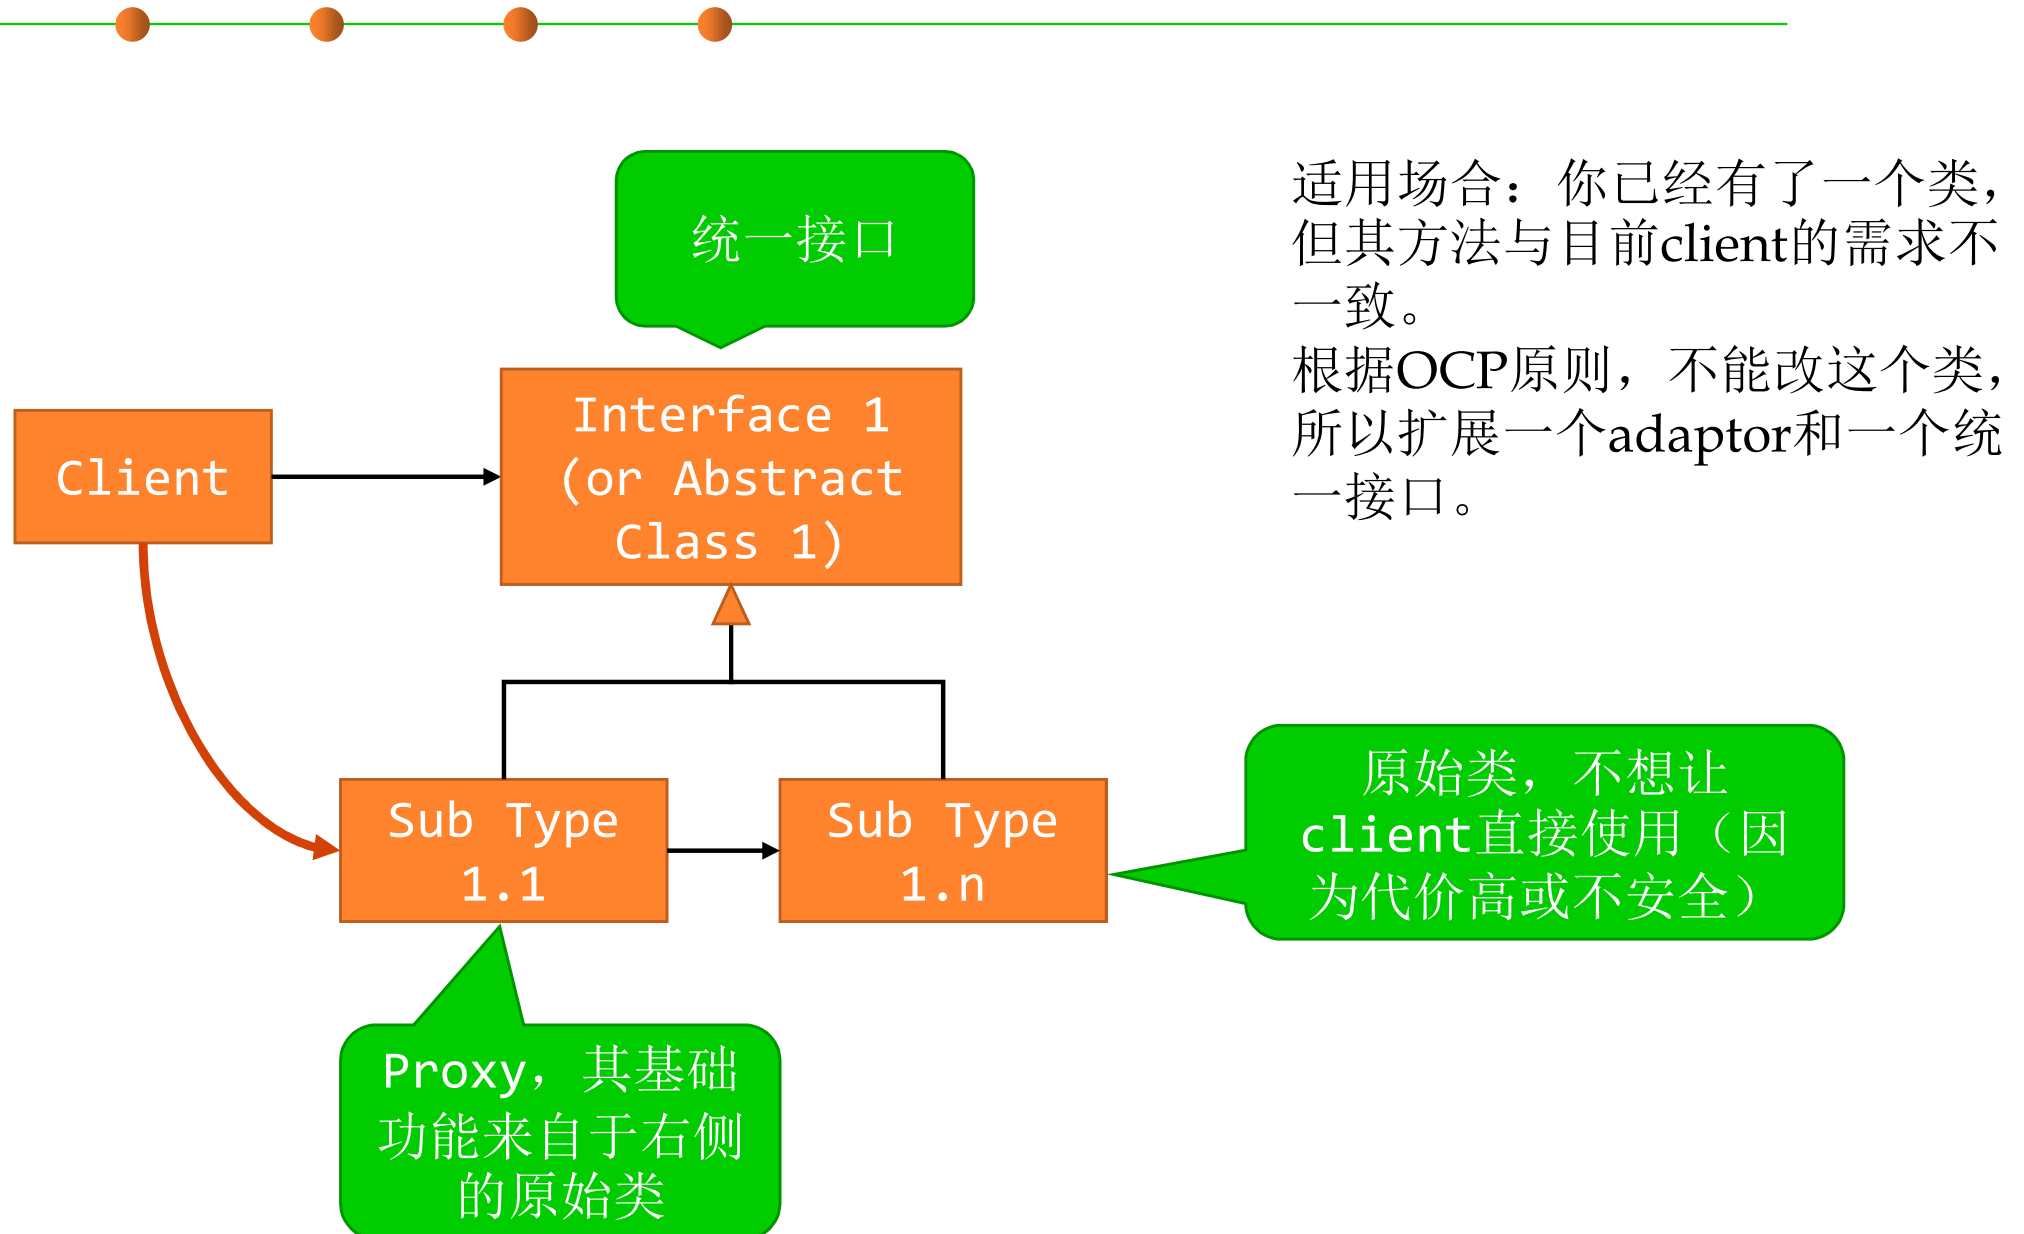 统一接口
适用场合：你已经有了一个类，
但其方法与目前client的需求不
一致。
根据OCP原则，不能改这个类，
所以扩展一个adaptor和一个统
一接口。
Client
Interface 1
(or Abstract
Class 1)
Sub Type
1.1
Sub Type
1.n
原始类，不想让
client直接使用（因
为代价高或不安全）
Proxy，其基础
功能来自于右侧
的原始类